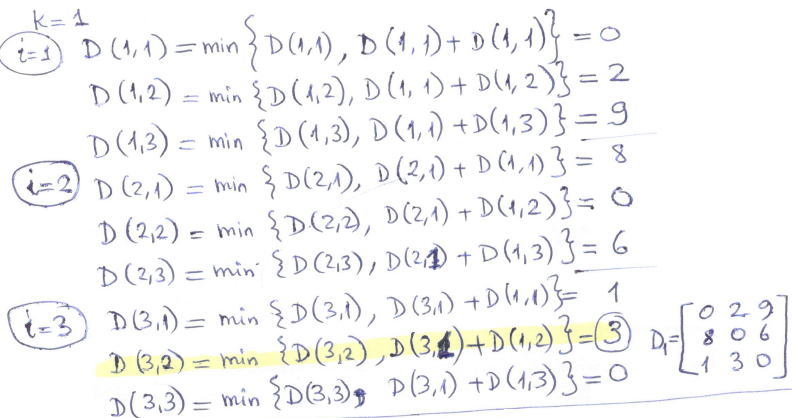 K=1
i=1 D(1,1) = min {D(1,1), D(1,1) + D(1,1)} = 0
D(1,2) = min {D(1,2), D(1,1) + D(1,2)} = 2
D(1,3) = min {D(1,3), D(1,1) + D(1,3)} = 9
i=2 D(2,1) = min {D(2,1), D(2,1) + D(1,1)} = 8
D(2,2) = min {D(2,2), D(2,1) + D(1,2)} = 0
D(2,3) = min {D(2,3), D(2,1) + D(1,3)} = 6
i=3 D(3,1) = min {D(3,1), D(3,1) + D(1,1)} = 1
D(3,2) = min {D(3,2), D(3,1) + D(1,2)} = 3
D(3,3) = min {D(3,3), D(3,1) + D(1,3)} = 0
D₁ = [0 2 9
8 0 6
1 3 0]